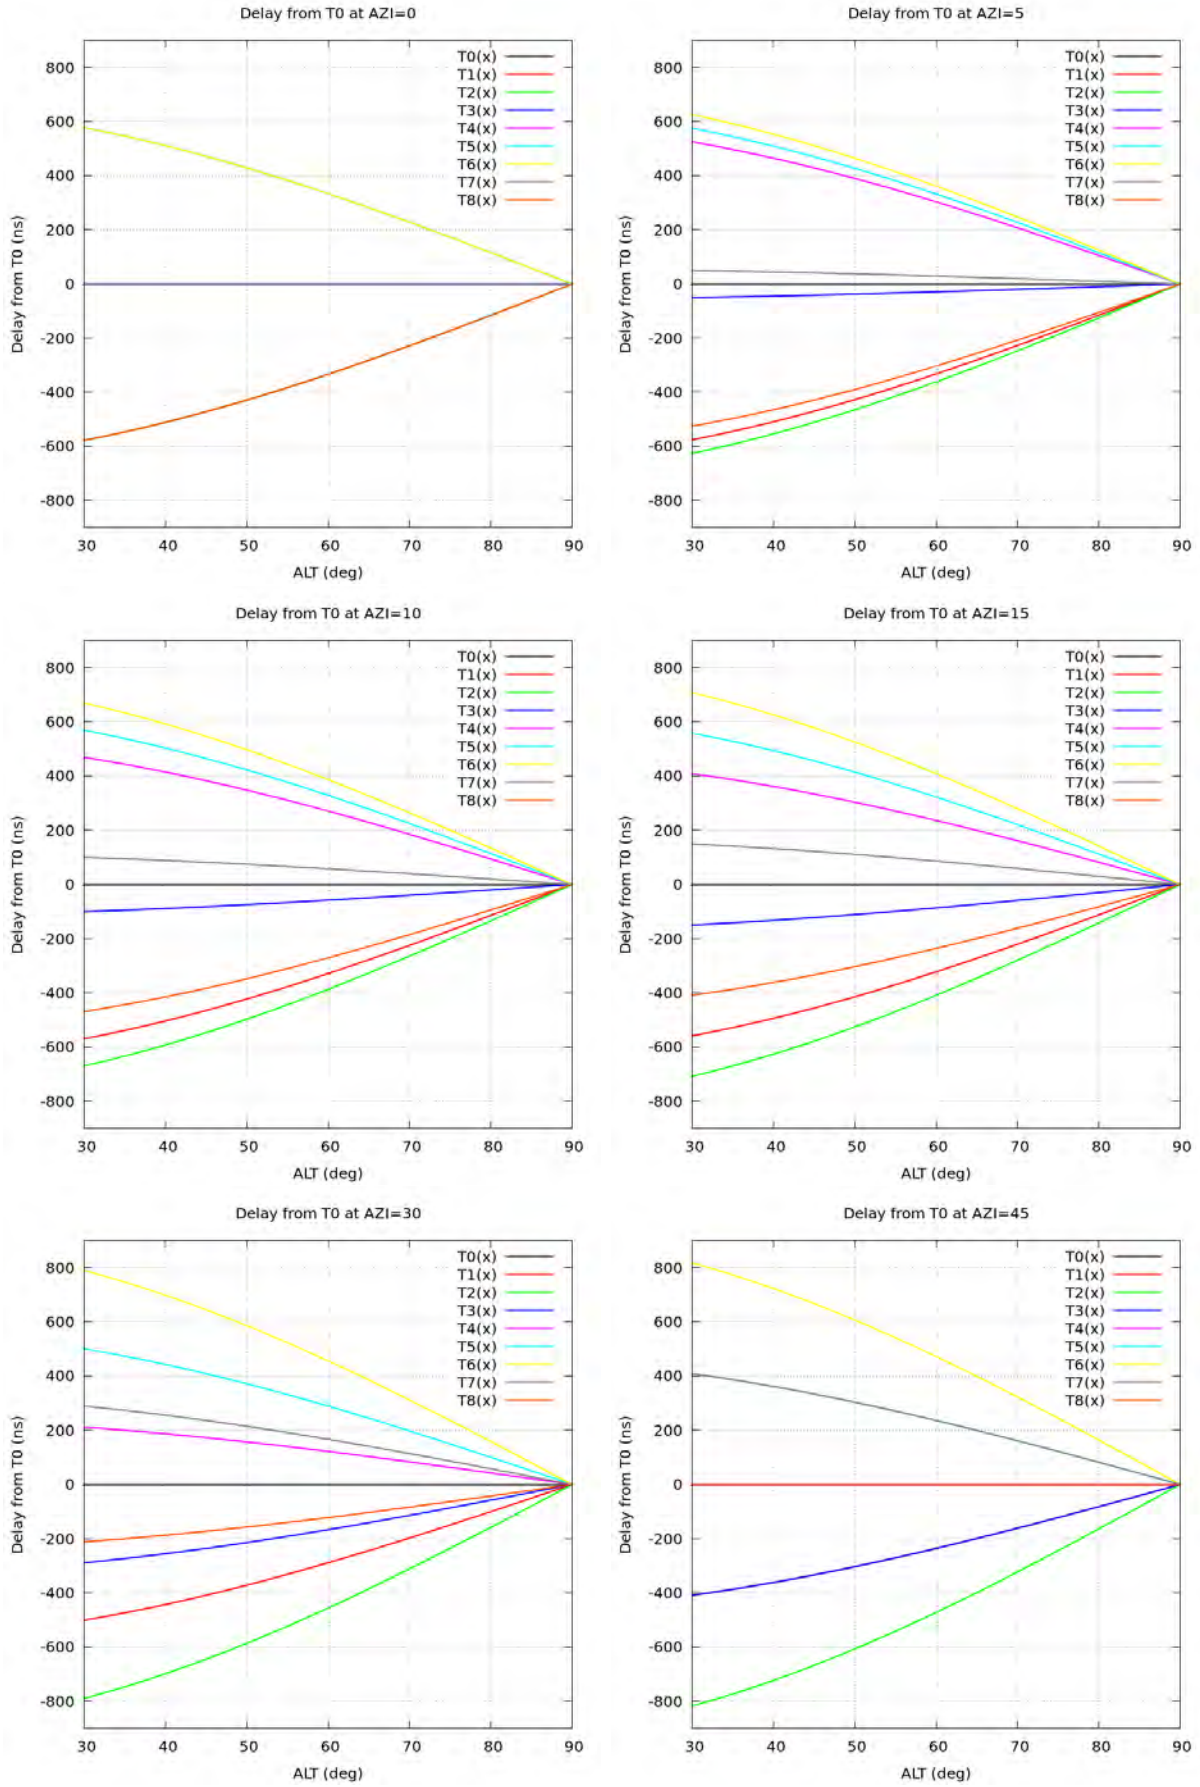 Delay from T0 at AZI=0
800
600
400
200
0
-200
-400
-600
-800
Delay from T0 (ns)
T0(x)
T1(x)
T2(x)
T3(x)
T4(x)
T5(x)
T6(x)
T7(x)
T8(x)
30 40 50 60 70 80 90
ALT (deg)
Delay from T0 at AZI=5
800
600
400
200
0
-200
-400
-600
-800
Delay from T0 (ns)
T0(x)
T1(x)
T2(x)
T3(x)
T4(x)
T5(x)
T6(x)
T7(x)
T8(x)
30 40 50 60 70 80 90
ALT (deg)
Delay from T0 at AZI=10
800
600
400
200
0
-200
-400
-600
-800
Delay from T0 (ns)
T0(x)
T1(x)
T2(x)
T3(x)
T4(x)
T5(x)
T6(x)
T7(x)
T8(x)
30 40 50 60 70 80 90
ALT (deg)
Delay from T0 at AZI=15
800
600
400
200
0
-200
-400
-600
-800
Delay from T0 (ns)
T0(x)
T1(x)
T2(x)
T3(x)
T4(x)
T5(x)
T6(x)
T7(x)
T8(x)
30 40 50 60 70 80 90
ALT (deg)
Delay from T0 at AZI=30
800
600
400
200
0
-200
-400
-600
-800
Delay from T0 (ns)
T0(x)
T1(x)
T2(x)
T3(x)
T4(x)
T5(x)
T6(x)
T7(x)
T8(x)
30 40 50 60 70 80 90
ALT (deg)
Delay from T0 at AZI=45
800
600
400
200
0
-200
-400
-600
-800
Delay from T0 (ns)
T0(x)
T1(x)
T2(x)
T3(x)
T4(x)
T5(x)
T6(x)
T7(x)
T8(x)
30 40 50 60 70 80 90
ALT (deg)